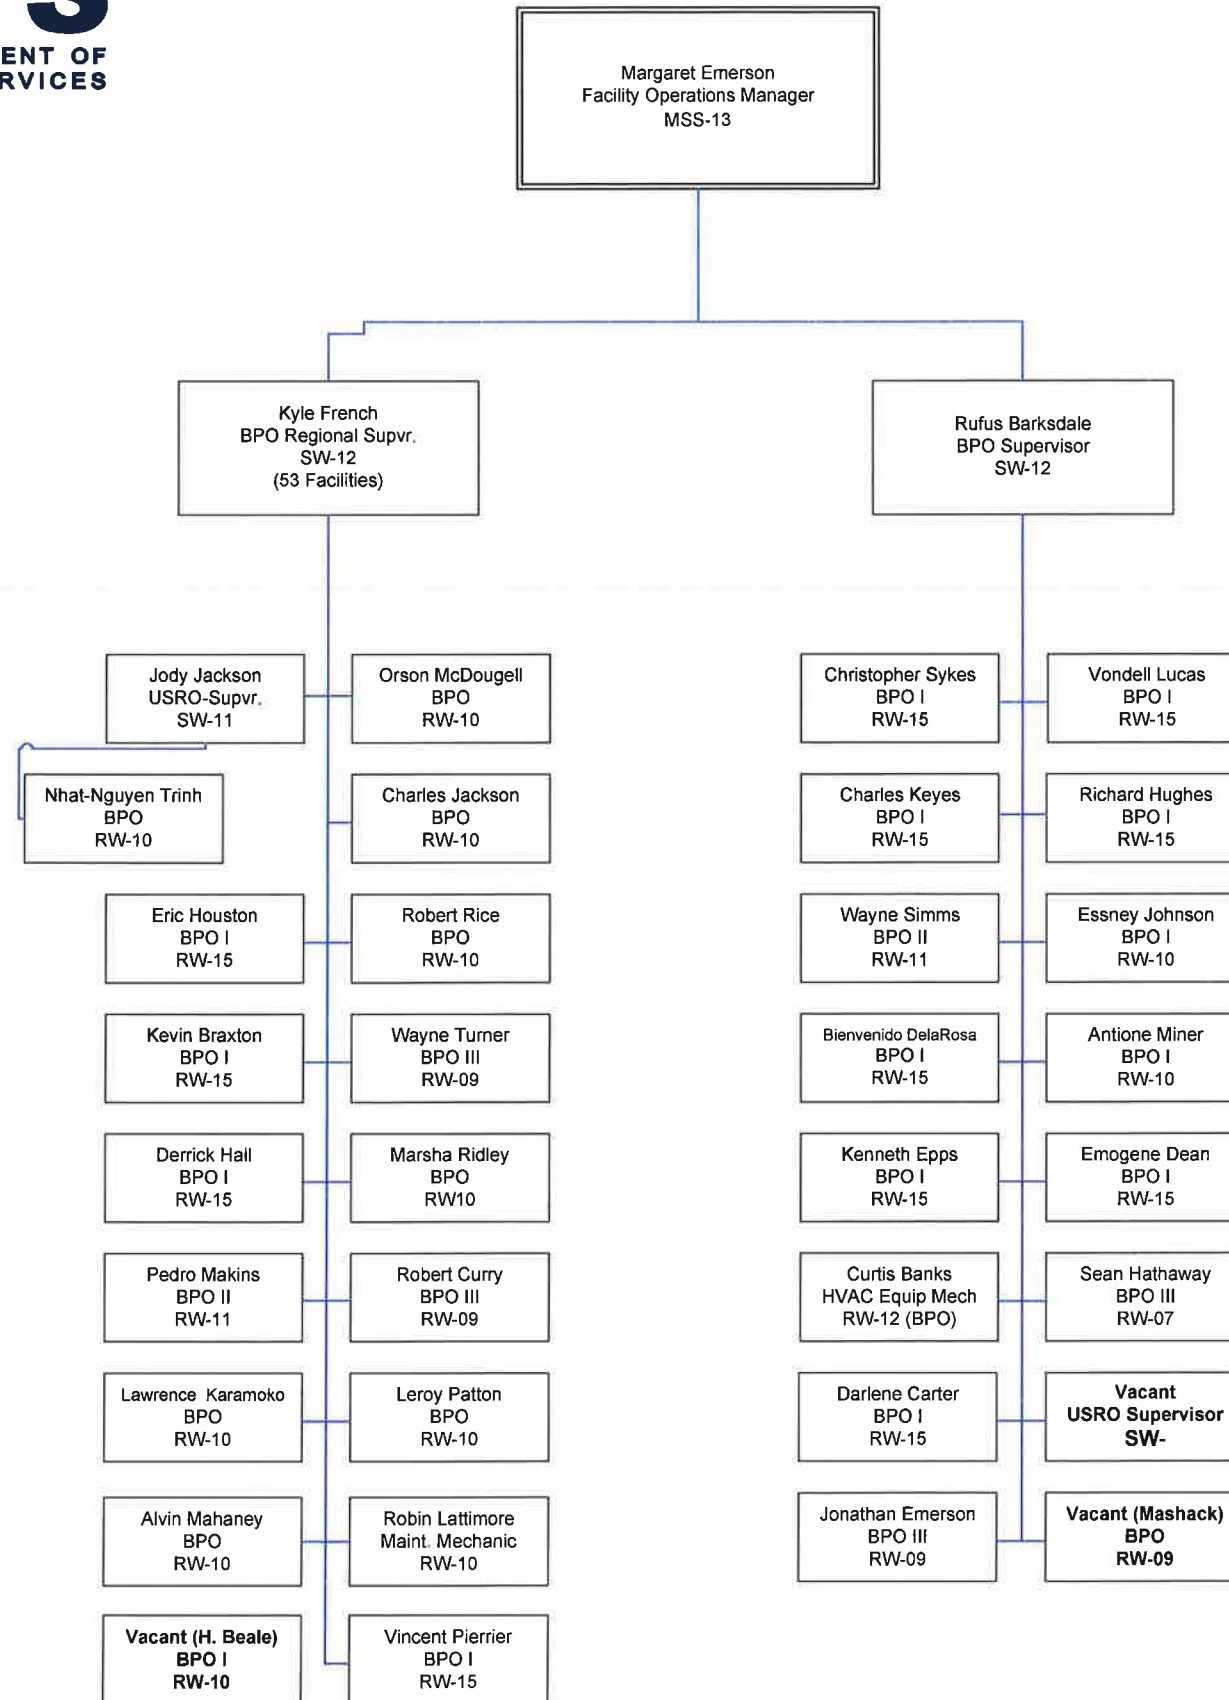 ENT OF
RVICES
Margaret Emerson
Facility Operations Manager
MSS-13
Kyle French
BPO Regional Supvr.
SW-12
(53 Facilities)
Rufus Barksdale
BPO Supervisor
SW-12
Jody Jackson
USRO-Supvr.
SW-11
Orson McDougell
BPO
RW-10
Nhat-Nguyen Trinh
BPO
RW-10
Charles Jackson
BPO
RW-10
Eric Houston
BPO I
RW-15
Robert Rice
BPO
RW-10
Kevin Braxton
BPO I
RW-15
Wayne Turner
BPO III
RW-09
Derrick Hall
BPO I
RW-15
Marsha Ridley
BPO
RW10
Pedro Makins
BPO II
RW-11
Robert Curry
BPO III
RW-09
Lawrence Karamoko
BPO
RW-10
Leroy Patton
BPO
RW-10
Alvin Mahaney
BPO
RW-10
Robin Lattimore
Maint. Mechanic
RW-10
Vacant (H. Beale)
BPO I
RW-10
Vincent Pierrier
BPO I
RW-15
Christopher Sykes
BPO I
RW-15
Vondell Lucas
BPO I
RW-15
Charles Keyes
BPO I
RW-15
Richard Hughes
BPO I
RW-15
Wayne Simms
BPO II
RW-11
Essney Johnson
BPO I
RW-10
Bienvenido DelaRosa
BPO I
RW-15
Antione Miner
BPO I
RW-10
Kenneth Epps
BPO I
RW-15
Emogene Dean
BPO I
RW-15
Curtis Banks
HVAC Equip Mech
RW-12 (BPO)
Sean Hathaway
BPO III
RW-07
Darlene Carter
BPO I
RW-15
Vacant
USRO Supervisor
SW-
Jonathan Emerson
BPO III
RW-09
Vacant (Mashack)
BPO
RW-09